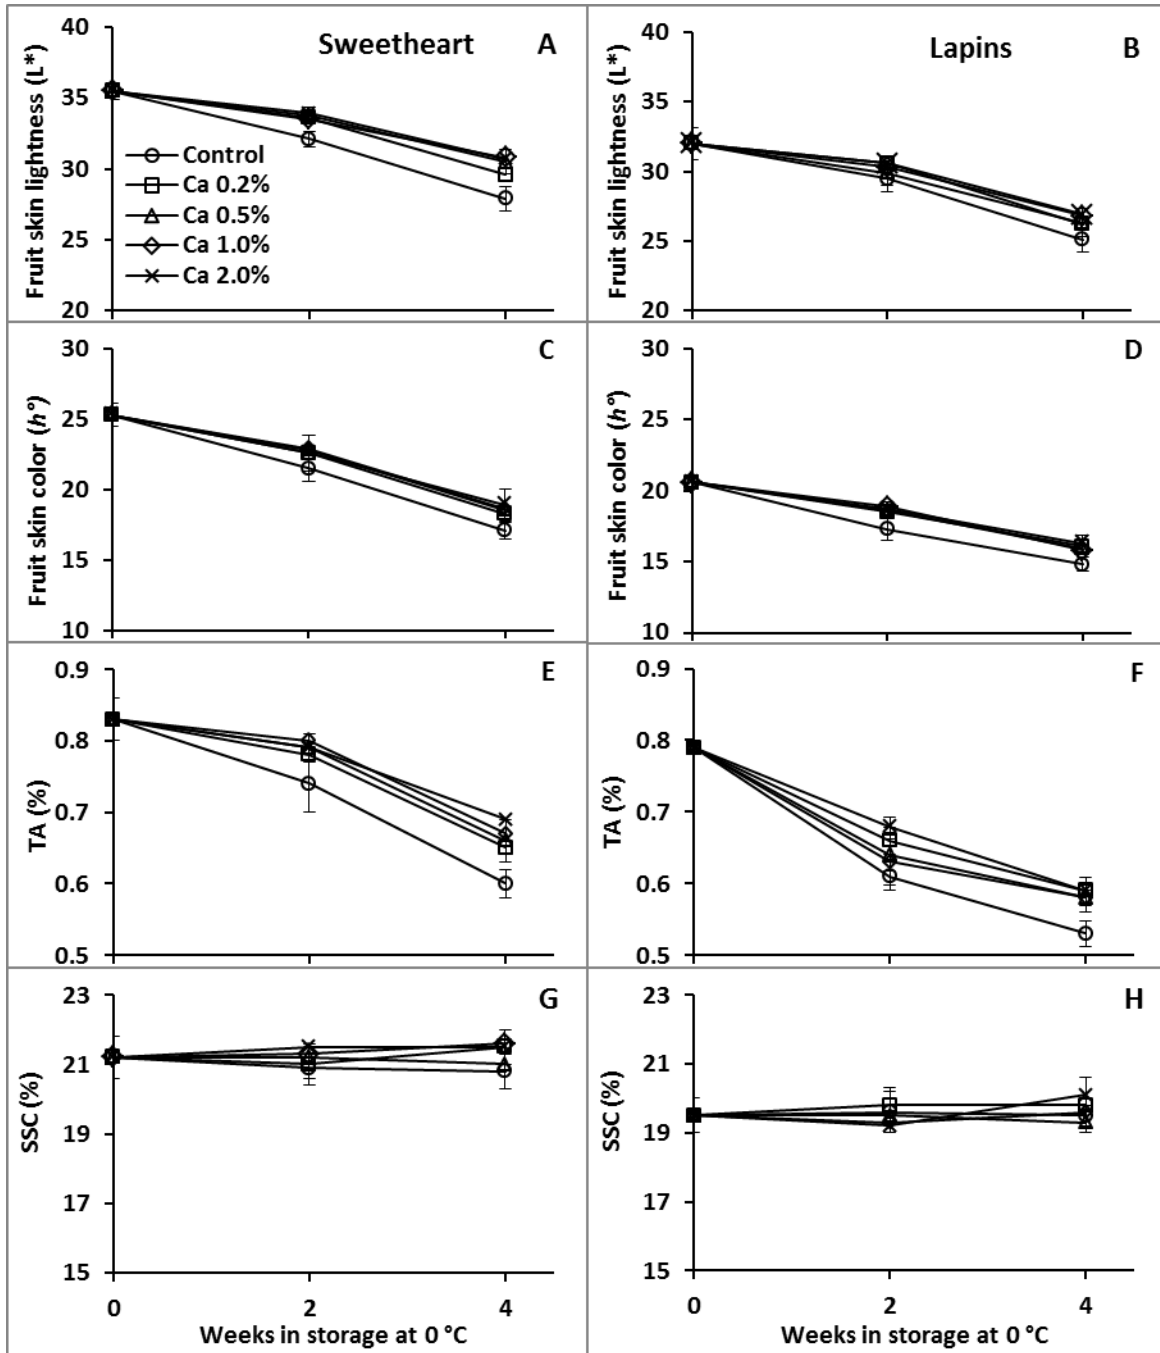 Sweetheart A
Fruit skin lightness (L*)
40
35
30
25
20
Control
Ca 0.2%
Ca 0.5%
Ca 1.0%
Ca 2.0%
Lapins B
Fruit skin lightness (L*)
40
35
30
25
20
C
Fruit skin color (h°)
30
25
20
15
10
D
Fruit skin color (h°)
30
25
20
15
10
E
TA (%)
0.9
0.8
0.7
0.6
0.5
F
TA (%)
0.9
0.8
0.7
0.6
0.5
G
SSC (%)
23
21
19
17
15
0 2 4
Weeks in storage at 0 °C
H
SSC (%)
23
21
19
17
15
0 2 4
Weeks in storage at 0 °C